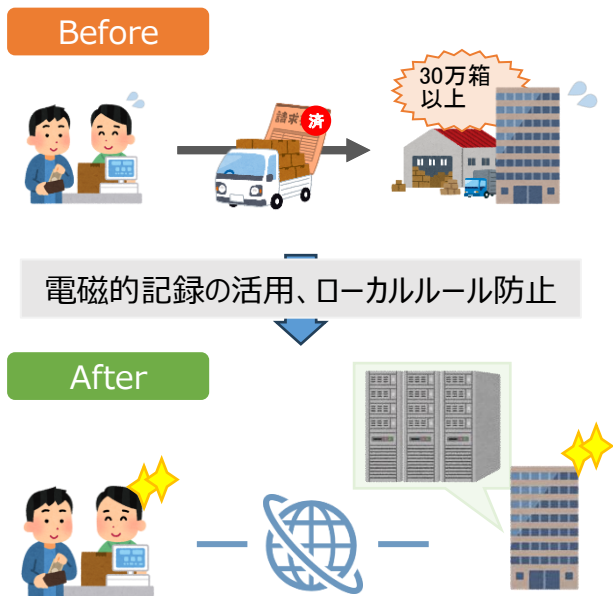 Before
30万箱
以上
請求
済
電磁的記録の活用、ローカルルール防止
After